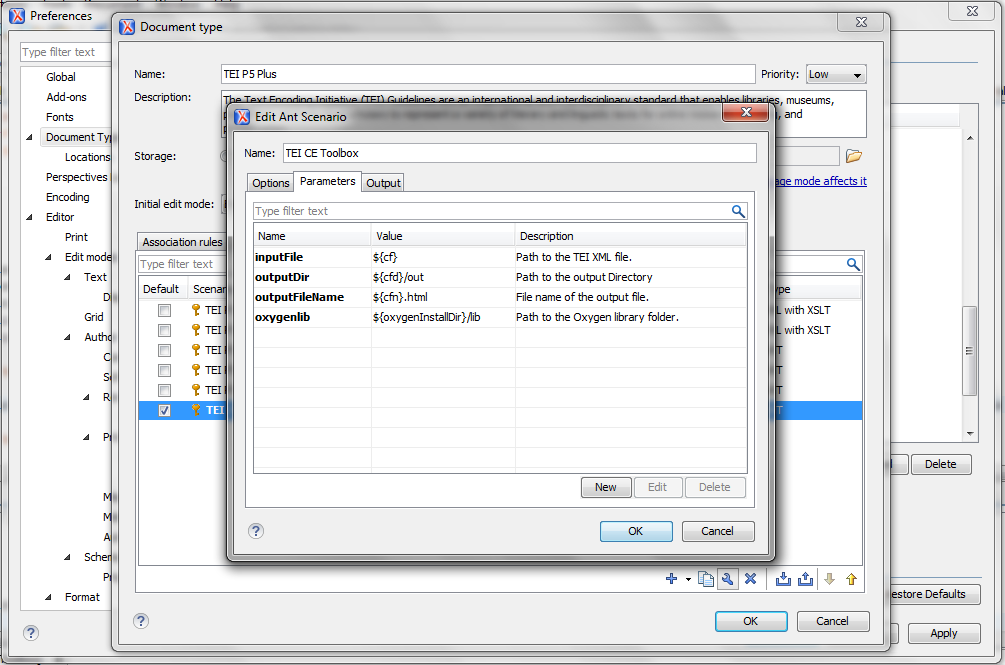 Preferences
Document type
Type filter text
Global
Add-ons
Fonts
Document Ty
Locations
Perspectives
Encoding
Editor
Print
Edit mode
Text
D
Grid
Autho
C
S
R
Pr
M
M
A
Schem
Pr
Format
Name:
TEI P5 Plus
Priority:
Low
Description:
The Text Encoding Initiative (TEI) Guidelines are an international and interdisciplinary standard that enables libraries, museums,
and
Storage:
age mode affects it
Initial edit mode:
Association rules
Type filter text
Default
Scenar
ype
TEI
L with XSLT
TEI
L with XSLT
TEI
T
TEI
T
TEI
T
TEI
T
Edit Ant Scenario
Name:
TEI CE Toolbox
Options
Parameters
Output
Type filter text
Name Value Description
inputFile ${cf} Path to the TEI XML file.
outputDir ${cfd}/out Path to the output Directory
outputFileName ${cfn}.html File name of the output file.
oxygenlib ${oxygenInstallDir}/lib Path to the Oxygen library folder.
New Edit Delete
?
OK Cancel
Delete
?
OK Cancel
estore Defaults
?
Apply